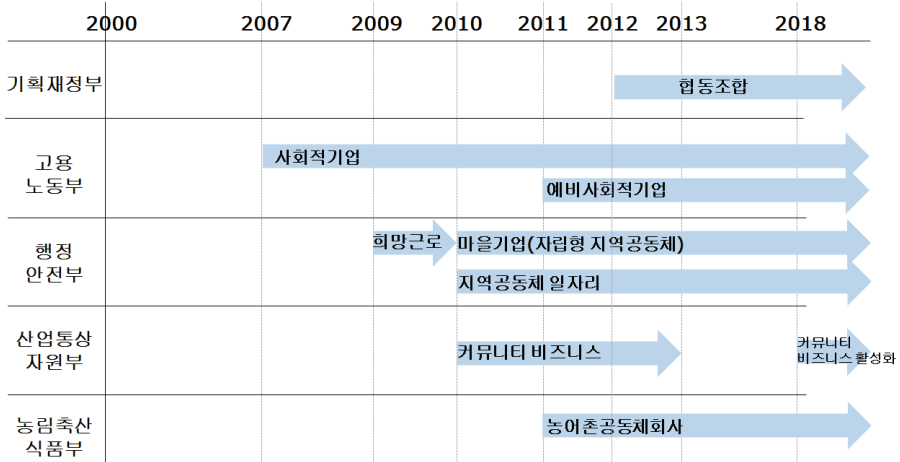 2000 2007 2009 2010 2011 2012 2013 2018
기획재정부
협동조합
고용
노동부
사회적기업
예비사회적기업
행정
안전부
희망근로
마을기업(자립형 지역공동체)
지역공동체 일자리
산업통상
자원부
커뮤니티 비즈니스
커뮤니티
비즈니스 활성화
농림축산
식품부
농어촌공동체회사